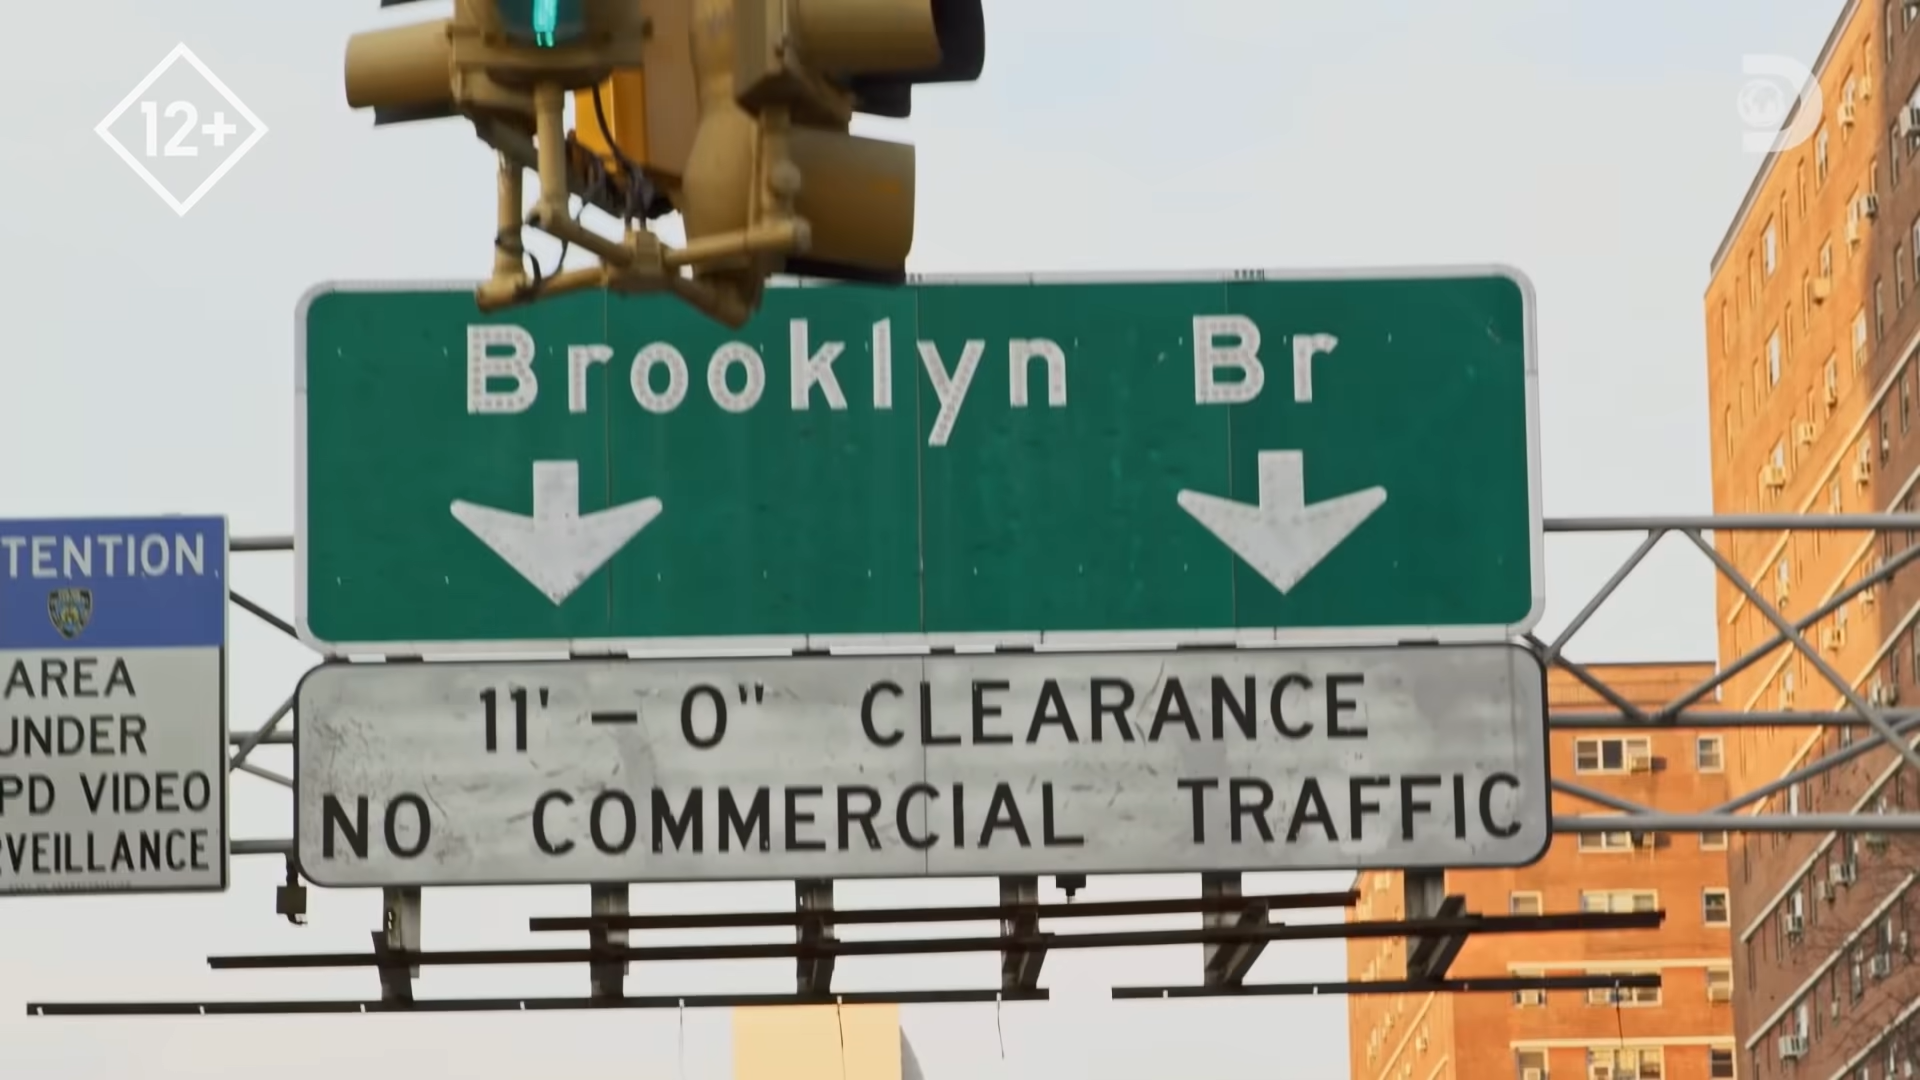 12+
Brooklyn Br
11' – 0" CLEARANCE
NO COMMERCIAL TRAFFIC
TENTION
AREA
UNDER
PD VIDEO
VEILLANCE